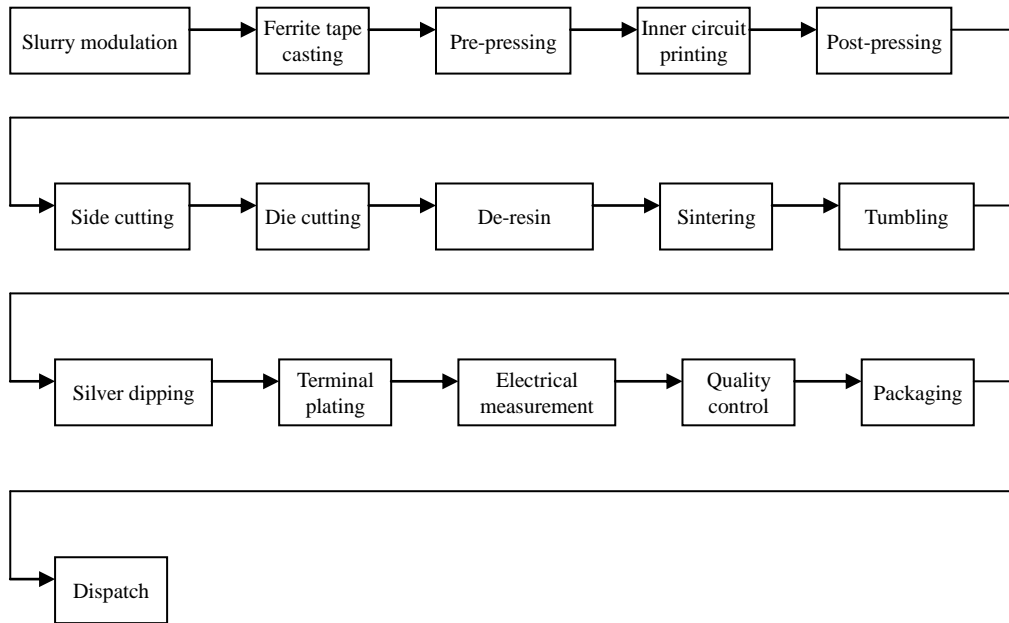 Slurry modulation
Ferrite tape
casting
Pre-pressing
Inner circuit
printing
Post-pressing
Side cutting
Die cutting
De-resin
Sintering
Tumbling
Silver dipping
Terminal
plating
Electrical
measurement
Quality
control
Packaging
Dispatch